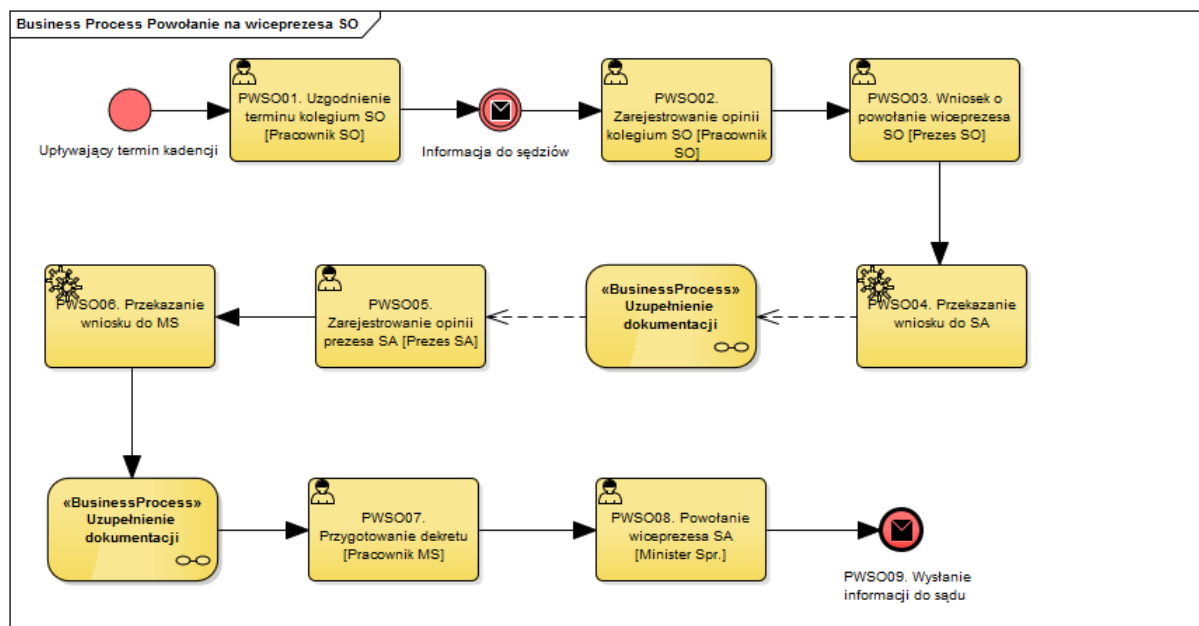 Business Process Powołanie na wiceprezesa SO
Upływający termin kadencji
PWSO01. Uzgodnienie
terminu kolegium SO
[Pracownik SO]
Informacja do sędziów
PWSO02.
Zarejestrowanie opinii
kolegium SO [Pracownik
SO]
PWSO03. Wniosek o
powołanie wiceprezesa
SO [Prezes SO]
PWSO06. Przekazanie
wniosku do MS
PWSO05.
Zarejestrowanie opinii
prezesa SA [Prezes SA]
«BusinessProcess»
Uzupełnienie
dokumentacji
PWSO04. Przekazanie
wniosku do SA
«BusinessProcess»
Uzupełnienie
dokumentacji
PWSO07.
Przygotowanie dekretu
[Pracownik MS]
PWSO08. Powołanie
wiceprezesa SA
[Minister Spr.]
PWSO09. Wysłanie
informacji do sądu